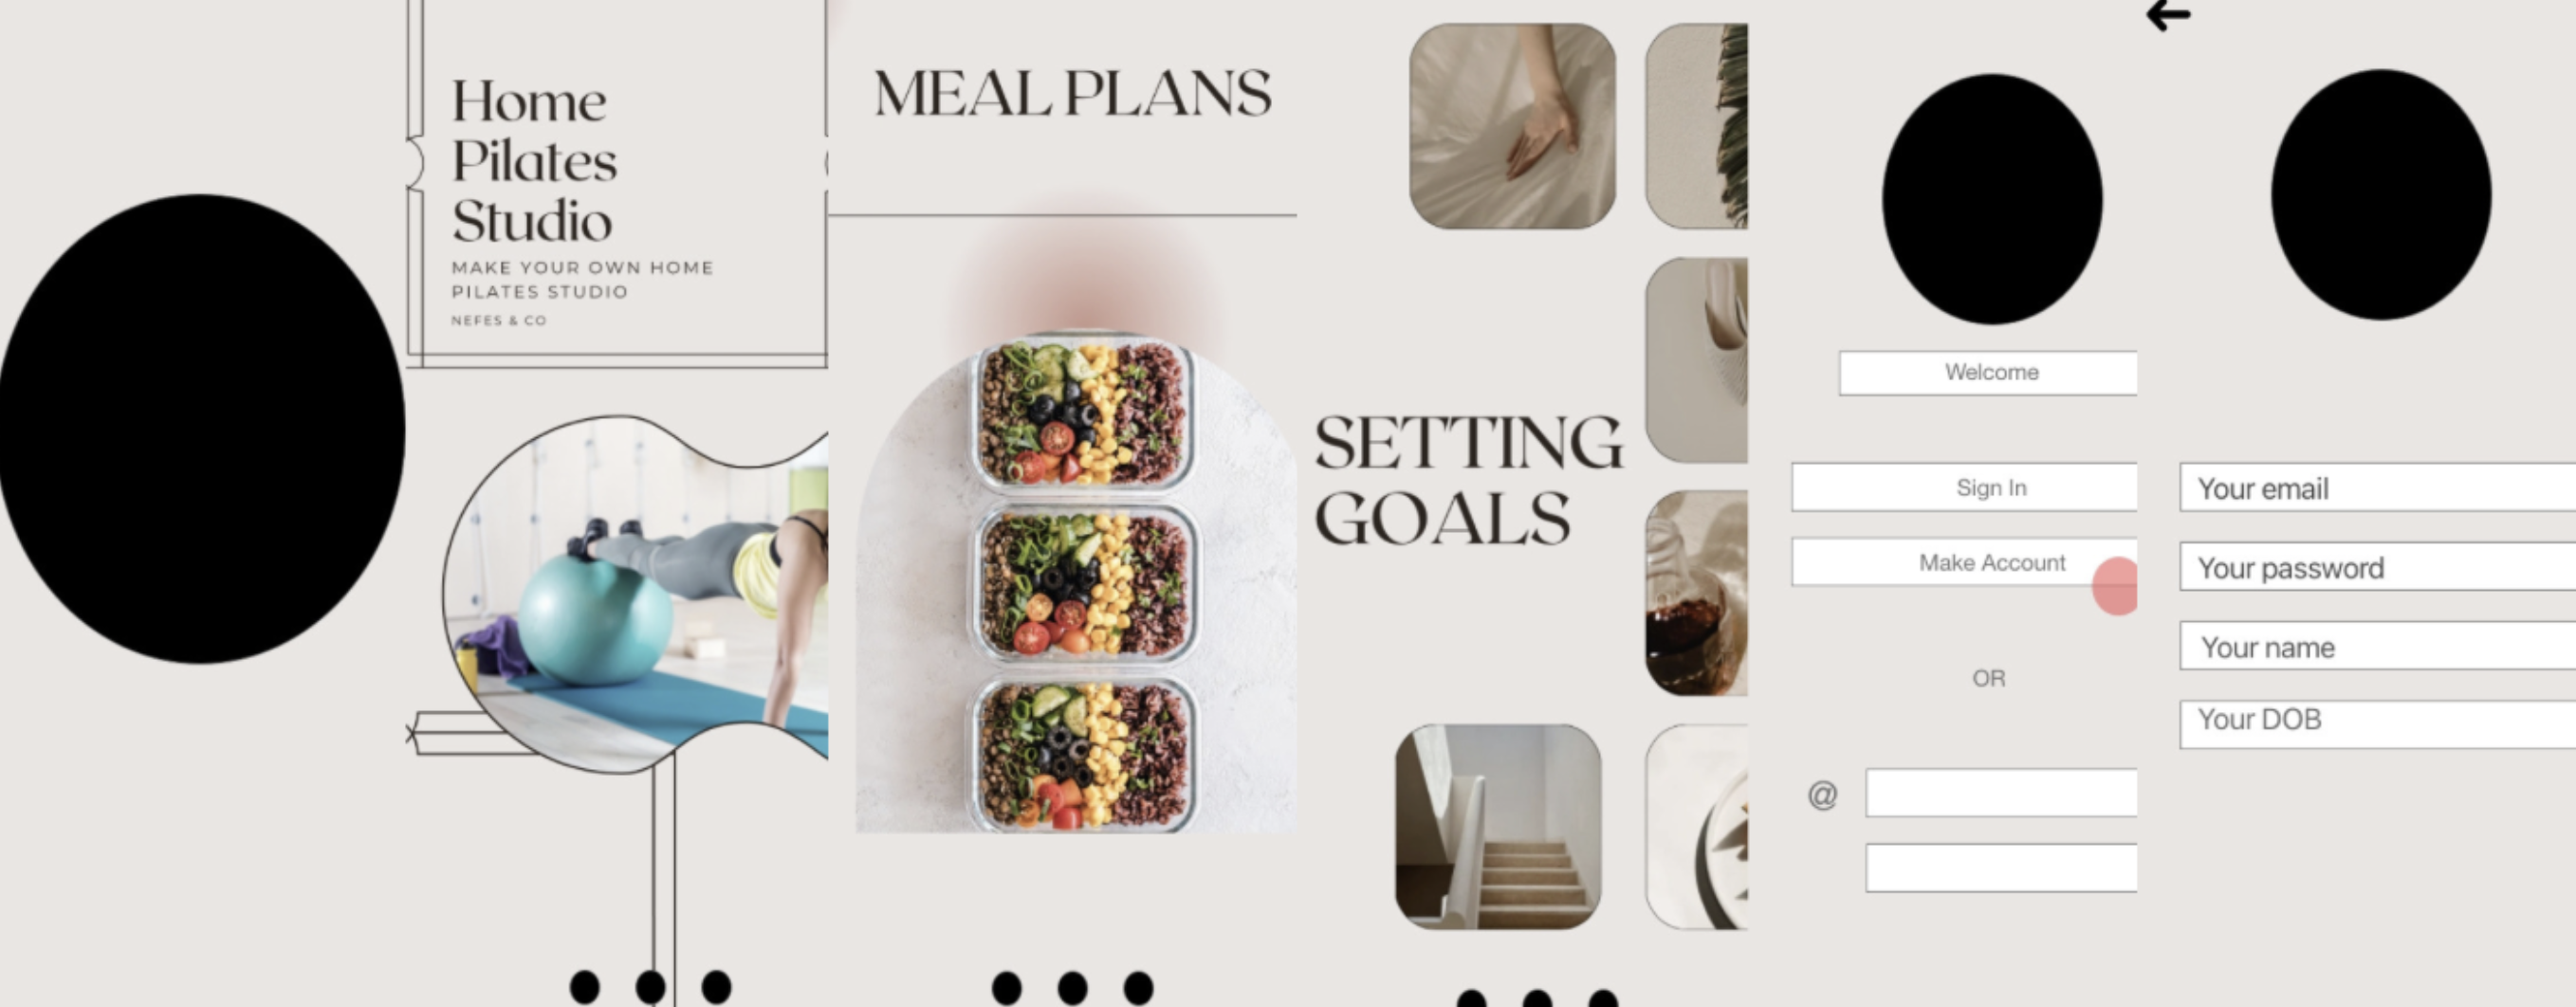 Home
Pilates
Studio
MAKE YOUR OWN HOME
PILATES STUDIO
NEFES & CO
MEAL PLANS
SETTING
GOALS
Welcome
Sign In
Make Account
OR
@
Your email
Your password
Your name
Your DOB